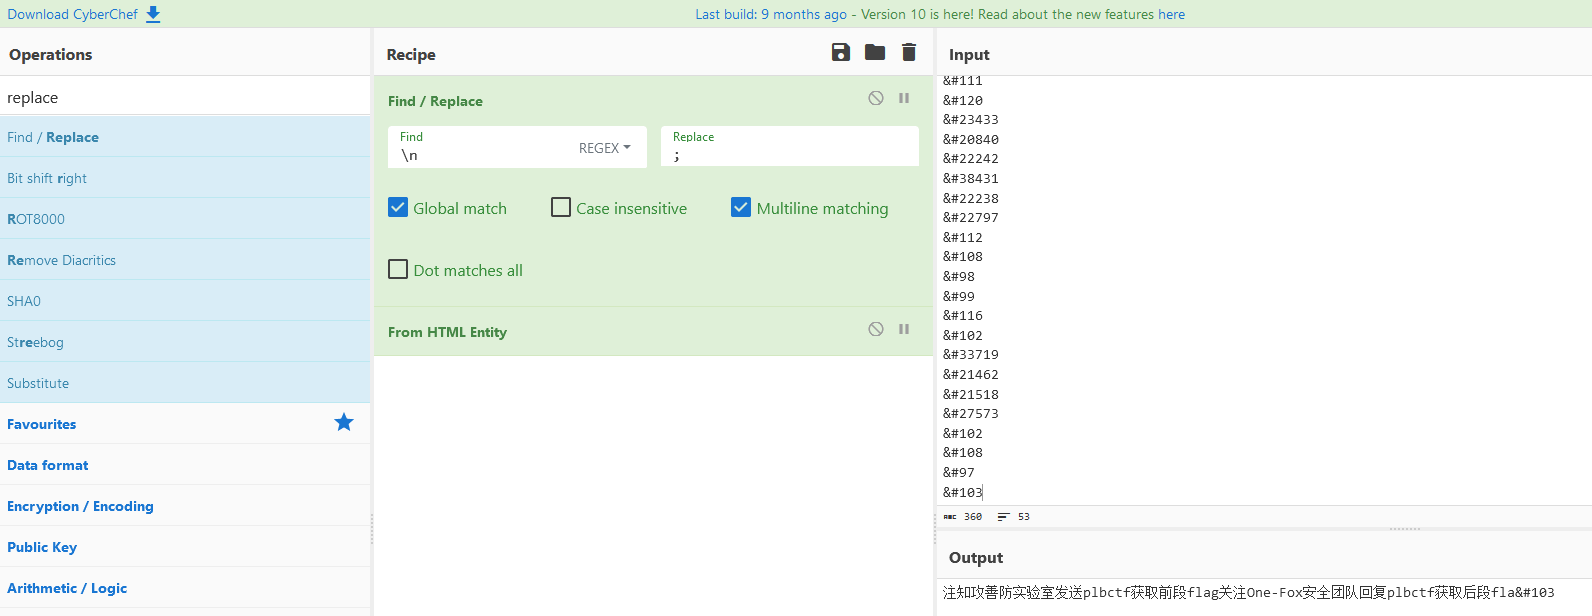 Download CyberChef
Last build: 9 months ago - Version 10 is here! Read about the new features here
Operations
replace
Find / Replace
Bit shift right
ROT8000
Remove Diacritics
SHA0
Streebog
Substitute
Favourites
Data format
Encryption / Encoding
Public Key
Arithmetic / Logic
Recipe
Find / Replace
Find
\n
REGEX
Replace
;
Global match
Case insensitive
Multiline matching
Dot matches all
From HTML Entity
Input
&#111
&#120
&#23433
&#20840
&#22242
&#38431
&#22238
&#22797
&#112
&#108
&#98
&#99
&#116
&#102
&#33719
&#21462
&#21518
&#27573
&#102
&#108
&#97
&#103
ABC 360 53
Output
注知攻善防实验室发送plbctf获取前段flag关注One-Fox安全团队回复plbctf获取后段fla&#103